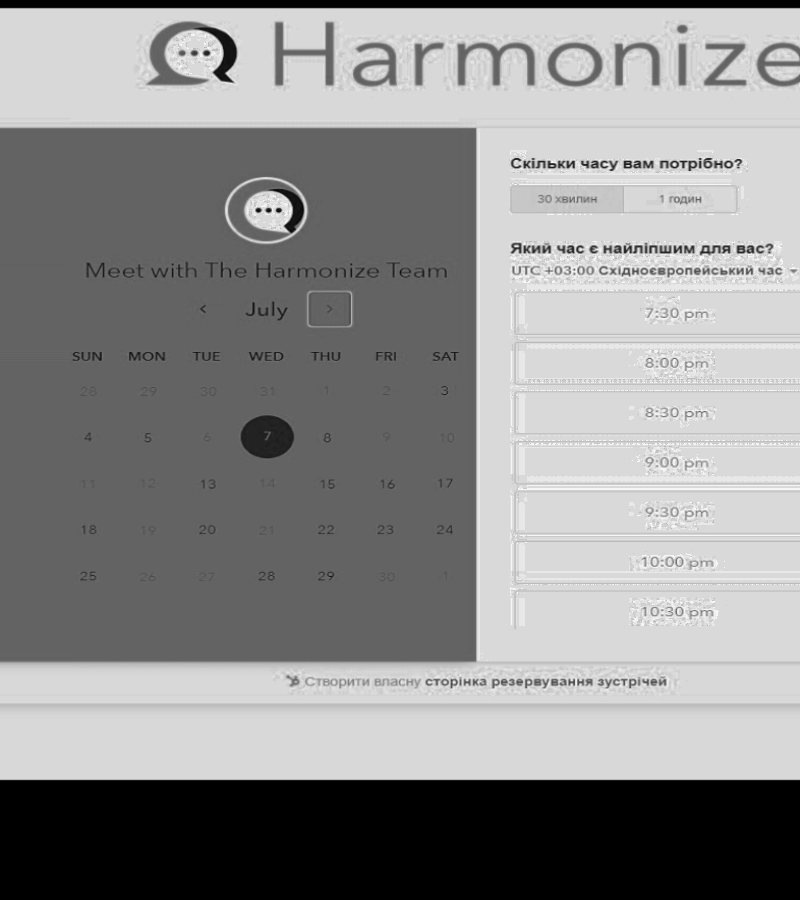 Harmonize
Meet with The Harmonize Team
‹ July ›
SUN MON TUE WED THU FRI SAT
28 29 30 31 1 2 3
4 5 6 7 8 9 10
11 12 13 14 15 16 17
18 19 20 21 22 23 24
25 26 27 28 29 30 1
Скільки часу вам потрібно?
30 хвилин 1 годин
Який час є найліпшим для вас?
UTC +03:00 Східноєвропейський час
7:30 pm
8:00 pm
8:30 pm
9:00 pm
9:30 pm
10:00 pm
10:30 pm
Створити власну сторінка резервування зустрічей